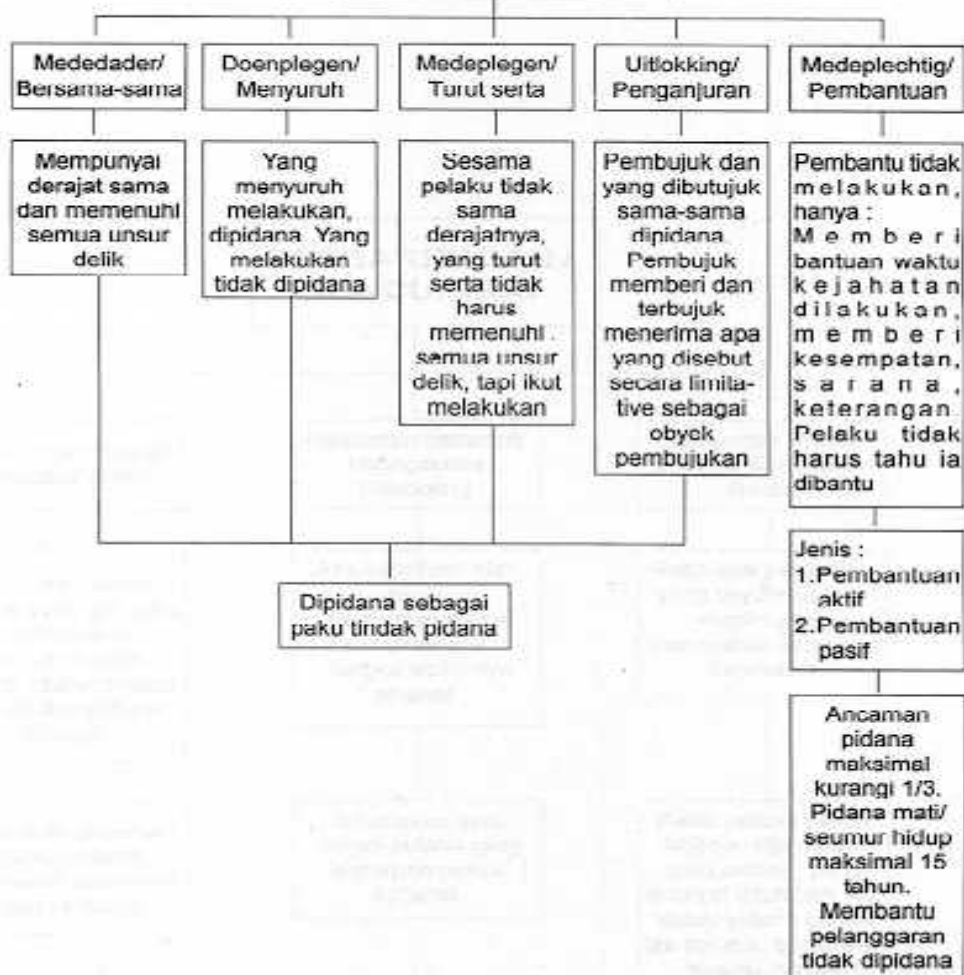 Mededader/
Bersama-sama
Doenplegen/
Menyuruh
Medeplegen/
Turut serta
Uitlokking/
Penganjuran
Medeplechtig/
Pembantuan
Mempunyai
derajat sama
dan memenuhi
semua unsur
delik
Yang
menyuruh
melakukan,
dipidana. Yang
melakukan
tidak dipidana
Sesama
pelaku tidak
sama
derajatnya,
yang turut
serta tidak
harus
memenuhi
semua unsur
delik, tapi ikut
melakukan
Pembujuk dan
yang dibutujuk
sama-sama
dipidana.
Pembujuk
memberi dan
terbujuk
menerima apa
yang disebut
secara limita-
tive sebagai
obyek
pembujukan
Pembantu tidak
melakukan,
hanya :
Memberi
bantuan waktu
kejahatan
dilakukan,
memberi
kesempatan,
sarana,
keterangan
Pelaku tidak
harus tahu ia
dibantu
Dipidana sebagai
paku tindak pidana
Jenis :
1.Pembantuan
aktif
2.Pembantuan
pasif
Ancaman
pidana
maksimal
kurangi 1/3.
Pidana mati/
seumur hidup
maksimal 15
tahun.
Membantu
pelanggaran
tidak dipidana